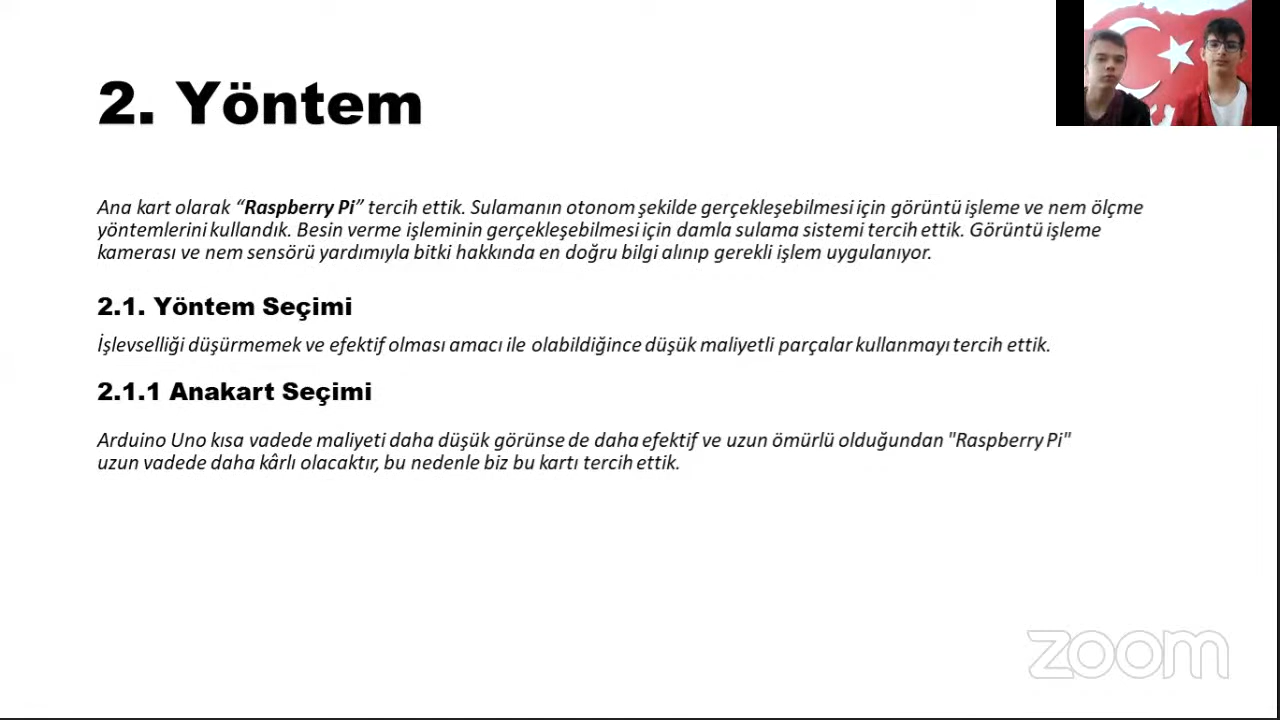 2. Yöntem
Ana kart olarak “Raspberry Pi” tercih ettik. Sulamanın otonom şekilde gerçekleşebilmesi için görüntü işleme ve nem ölçme
yöntemlerini kullandık. Besin verme işleminin gerçekleşebilmesi için damla sulama sistemi tercih ettik. Görüntü işleme
kamerası ve nem sensörü yardımıyla bitki hakkında en doğru bilgi alınıp gerekli işlem uygulanıyor.
2.1. Yöntem Seçimi
İşlevselliği düşürmemek ve efektif olması amacı ile olabildiğince düşük maliyetli parçalar kullanmayı tercih ettik.
2.1.1 Anakart Seçimi
Arduino Uno kısa vadede maliyeti daha düşük görünse de daha efektif ve uzun ömürlü olduğundan "Raspberry Pi"
uzun vadede daha kârlı olacaktır, bu nedenle biz bu kartı tercih ettik.
zoom